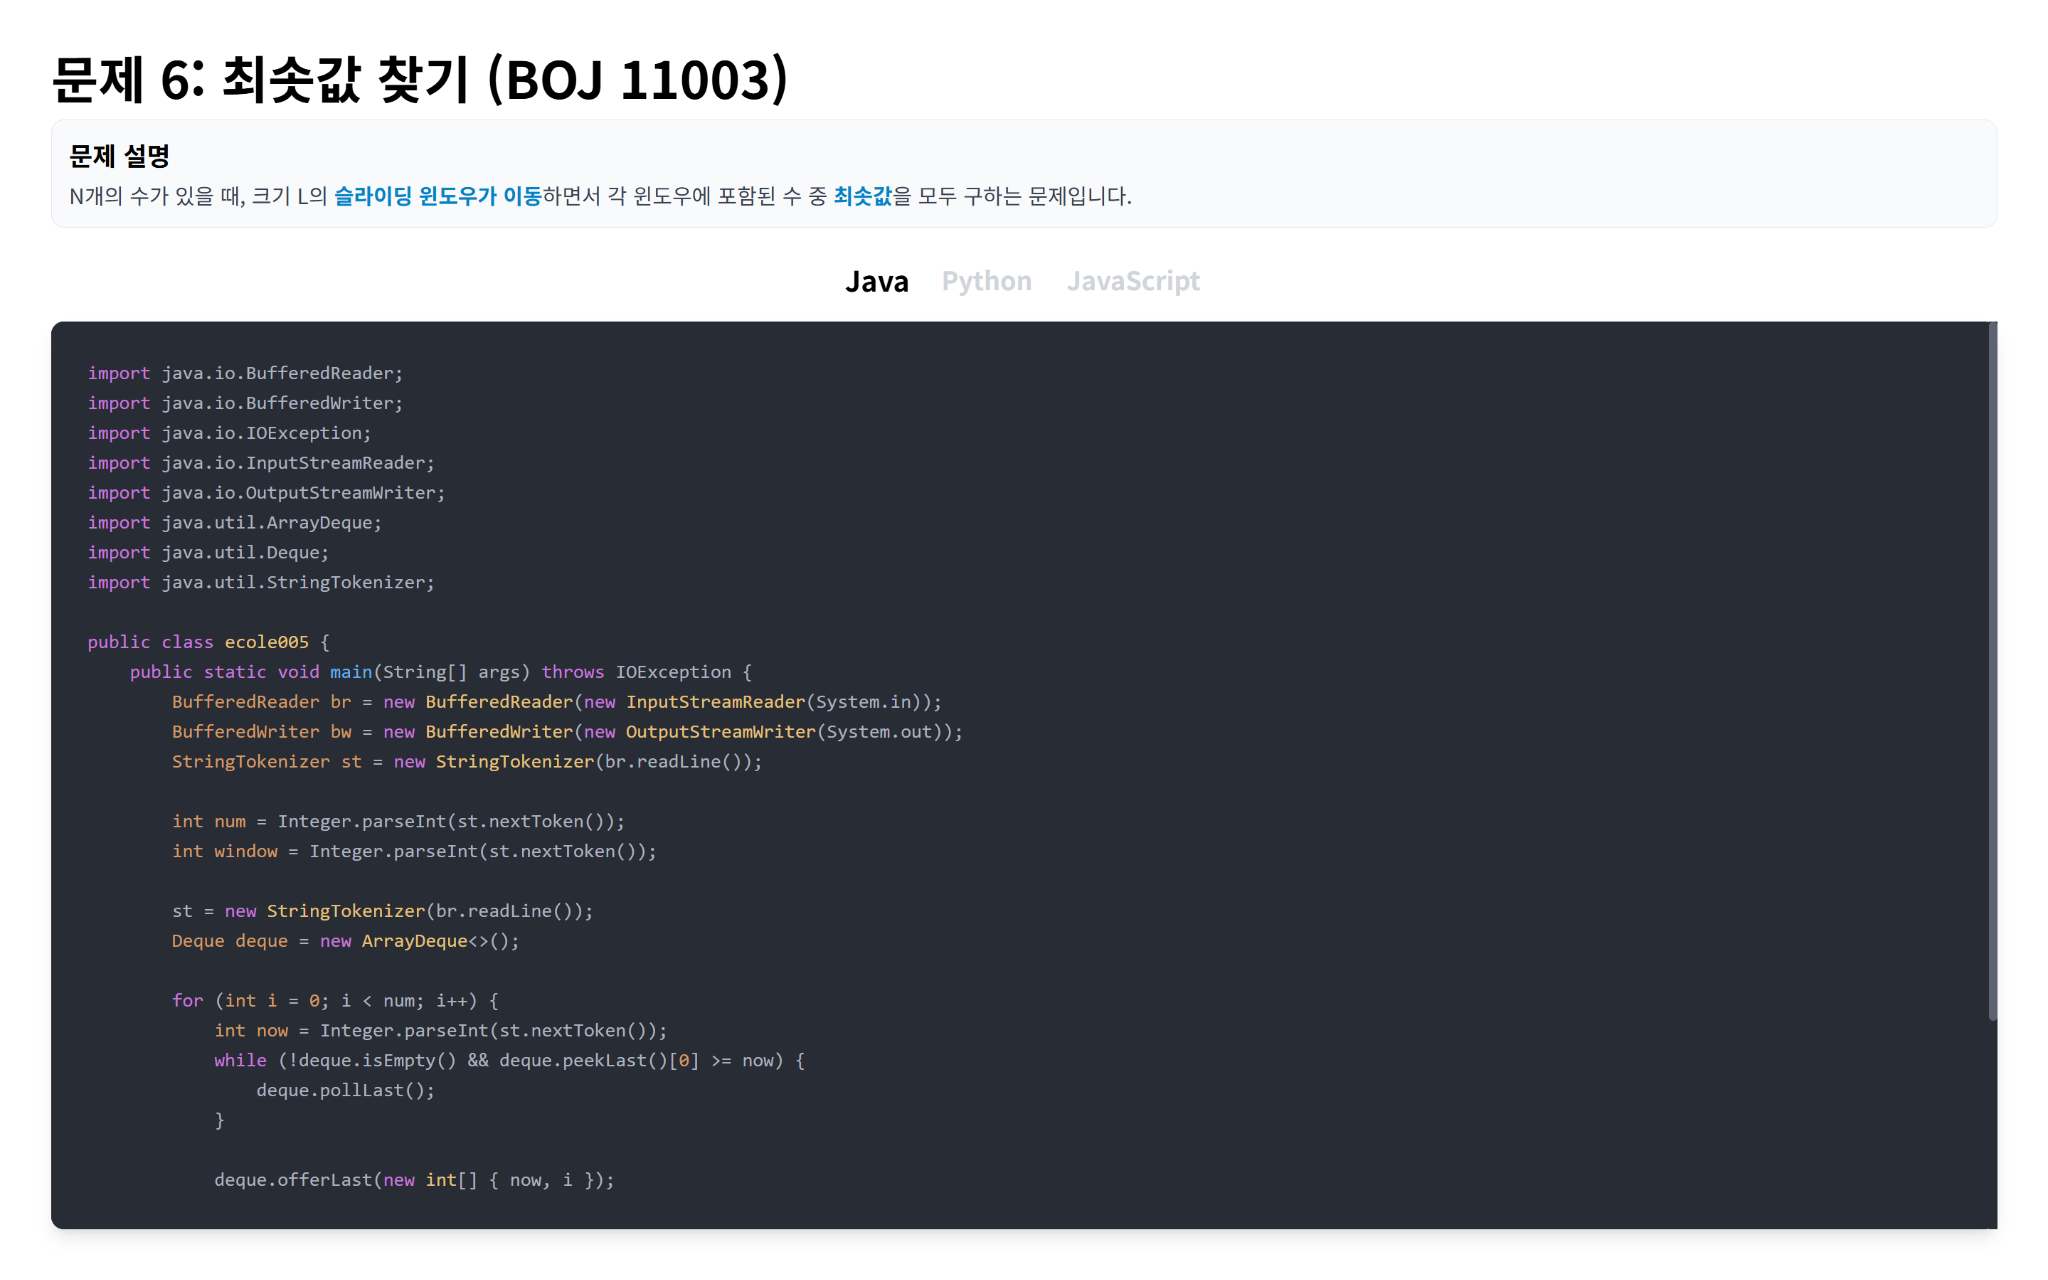 문제 6: 최솟값 찾기 (BOJ 11003)
문제 설명
N개의 수가 있을 때, 크기 L의 슬라이딩 윈도우가 이동하면서 각 윈도우에 포함된 수 중 최솟값을 모두 구하는 문제입니다.
Java Python JavaScript
import java.io.BufferedReader;
import java.io.BufferedWriter;
import java.io.IOException;
import java.io.InputStreamReader;
import java.io.OutputStreamWriter;
import java.util.ArrayDeque;
import java.util.Deque;
import java.util.StringTokenizer;
public class ecole005 {
    public static void main(String[] args) throws IOException {
        BufferedReader br = new BufferedReader(new InputStreamReader(System.in));
        BufferedWriter bw = new BufferedWriter(new OutputStreamWriter(System.out));
        StringTokenizer st = new StringTokenizer(br.readLine());
        int num = Integer.parseInt(st.nextToken());
        int window = Integer.parseInt(st.nextToken());
        st = new StringTokenizer(br.readLine());
        Deque deque = new ArrayDeque<>();
        for (int i = 0; i < num; i++) {
            int now = Integer.parseInt(st.nextToken());
            while (!deque.isEmpty() && deque.peekLast()[0] >= now) {
                deque.pollLast();
            }
            deque.offerLast(new int[] { now, i });